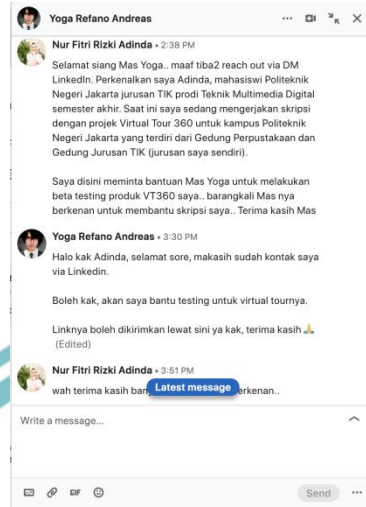 Yoga Refano Andreas
Nur Fitri Rizki Adinda • 2:38 PM
Selamat siang Mas Yoga.. maaf tiba2 reach out via DM
LinkedIn. Perkenalkan saya Adinda, mahasiswi Politeknik
Negeri Jakarta jurusan TIK prodi Teknik Multimedia Digital
semester akhir. Saat ini saya sedang mengerjakan skripsi
dengan projek Virtual Tour 360 untuk kampus Politeknik
Negeri Jakarta yang terdiri dari Gedung Perpustakaan dan
Gedung Jurusan TIK (jurusan saya sendiri).
Saya disini meminta bantuan Mas Yoga untuk melakukan
beta testing produk VT360 saya.. barangkali Mas nya
berkenan untuk membantu skripsi saya.. Terima kasih Mas
Yoga Refano Andreas • 3:30 PM
Halo kak Adinda, selamat sore, makasih sudah kontak saya
via Linkedin.
Boleh kak, akan saya bantu testing untuk virtual tournya.
Linknya boleh dikirimkan lewat sini ya kak, terima kasih 🙏
(Edited)
Nur Fitri Rizki Adinda • 3:51 PM
wah terima kasih erkenan..
Latest message
Write a message...
GIF
Send